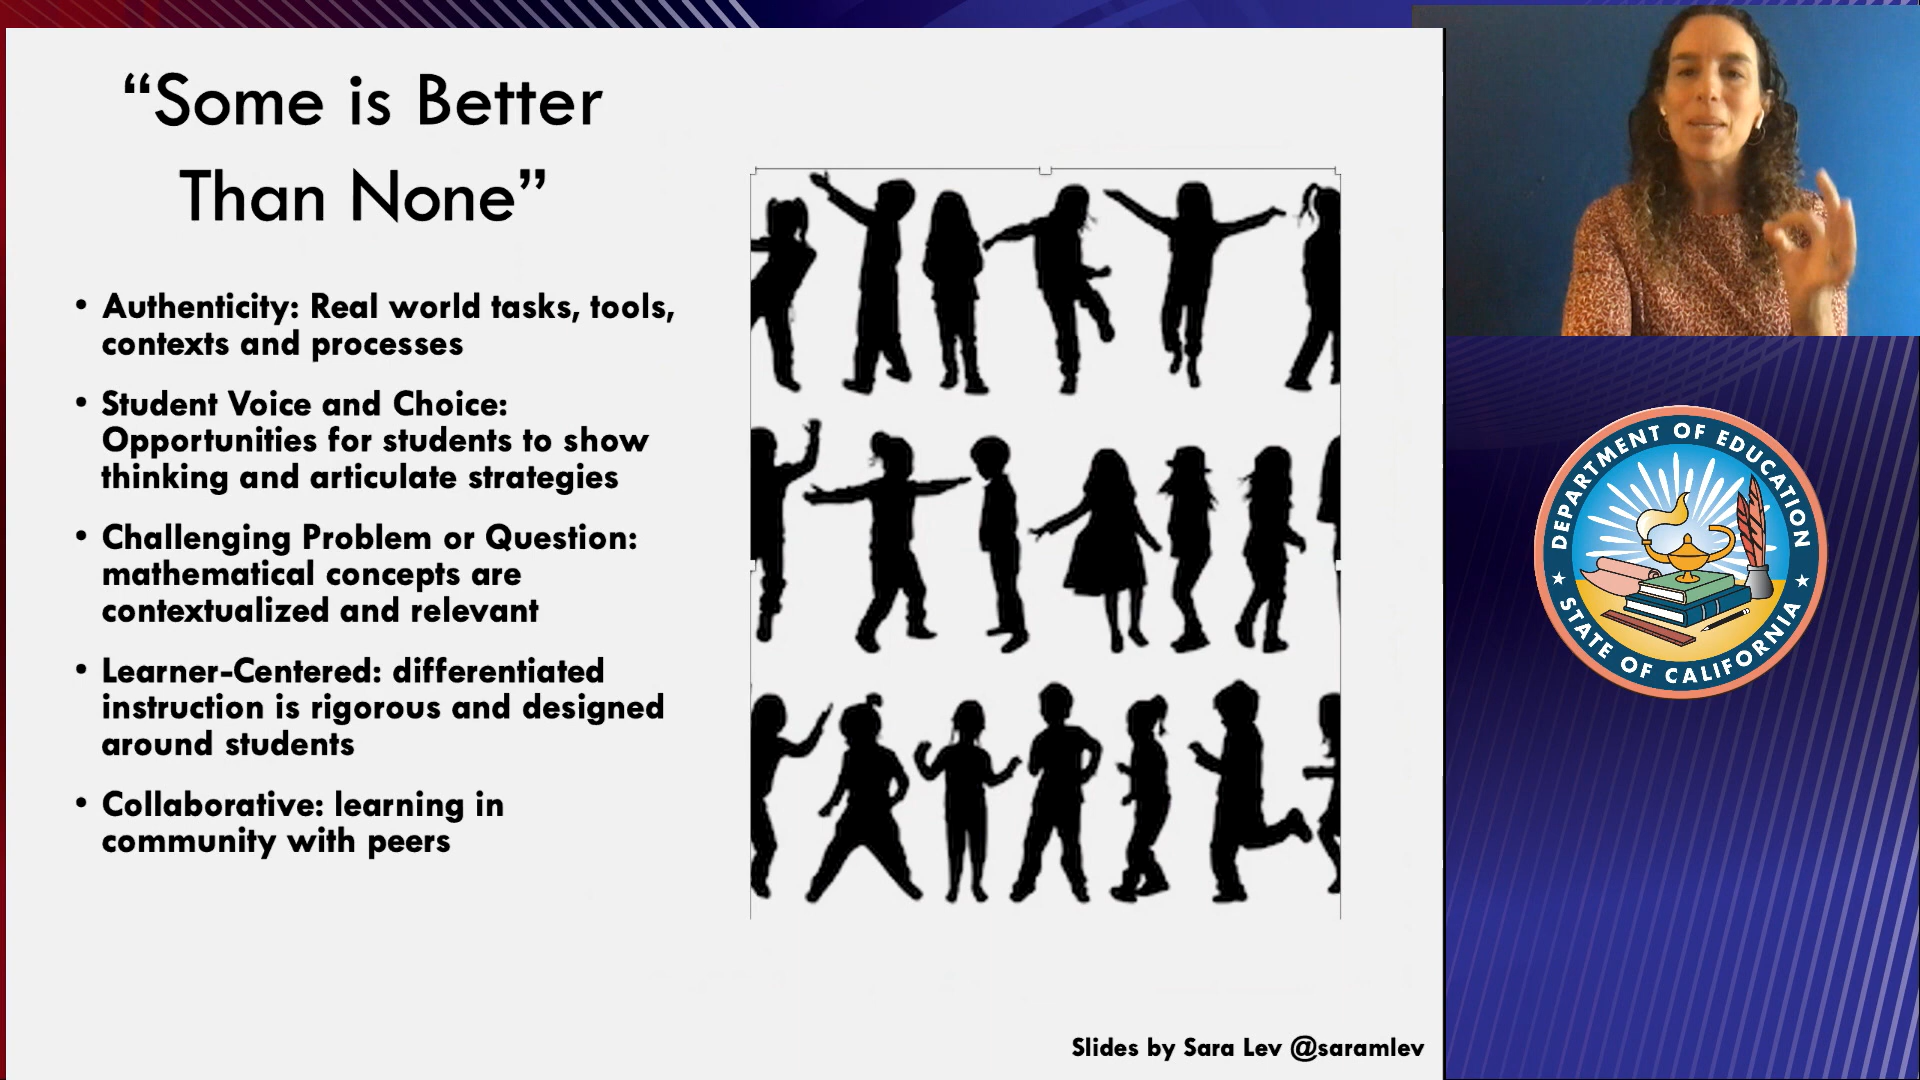 “Some is Better
Than None”
• Authenticity: Real world tasks, tools,
contexts and processes
• Student Voice and Choice:
Opportunities for students to show
thinking and articulate strategies
• Challenging Problem or Question:
mathematical concepts are
contextualized and relevant
• Learner-Centered: differentiated
instruction is rigorous and designed
around students
• Collaborative: learning in
community with peers
Slides by Sara Lev @saramlev
DEPARTMENT OF EDUCATION
STATE OF CALIFORNIA